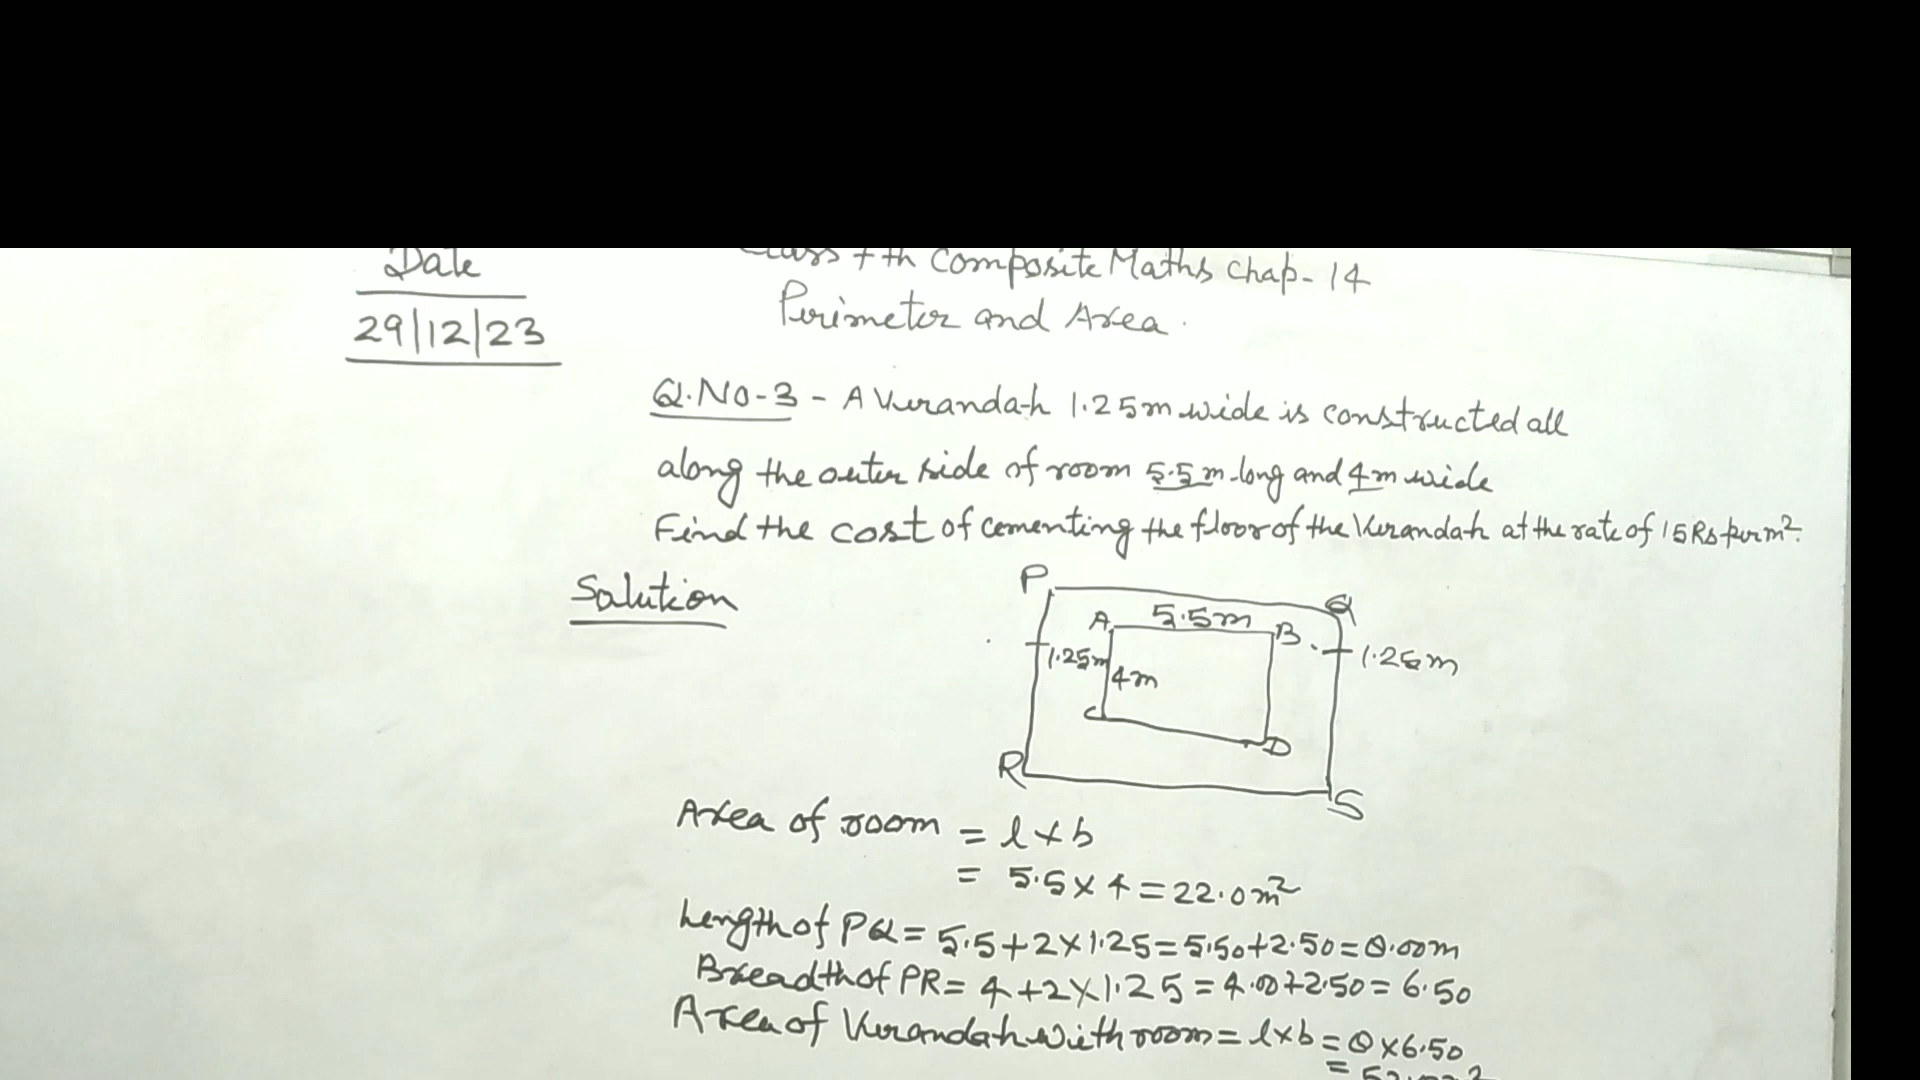 Date
29/12/23
Class 7th Composite Maths Chap-14
Perimeter and Area.
Q.No-3 - A Verandah 1.25m wide is constructed all
along the outer side of room 5.5m long and 4m wide
Find the cost of cementing the floor of the Verandah at the rate of 15Rs per m².
Solution
P
Q
A 5.5m B
1.25m
1.25m
4m
C
D
R
S
Area of room = l×b
= 5.5×4=22.0m²
Length of PQ = 5.5+2×1.25=5.50+2.50=8.00m
Breadth of PR= 4+2×1.25=4.00+2.50=6.50
Area of Verandah with room= l×b=8×6.50